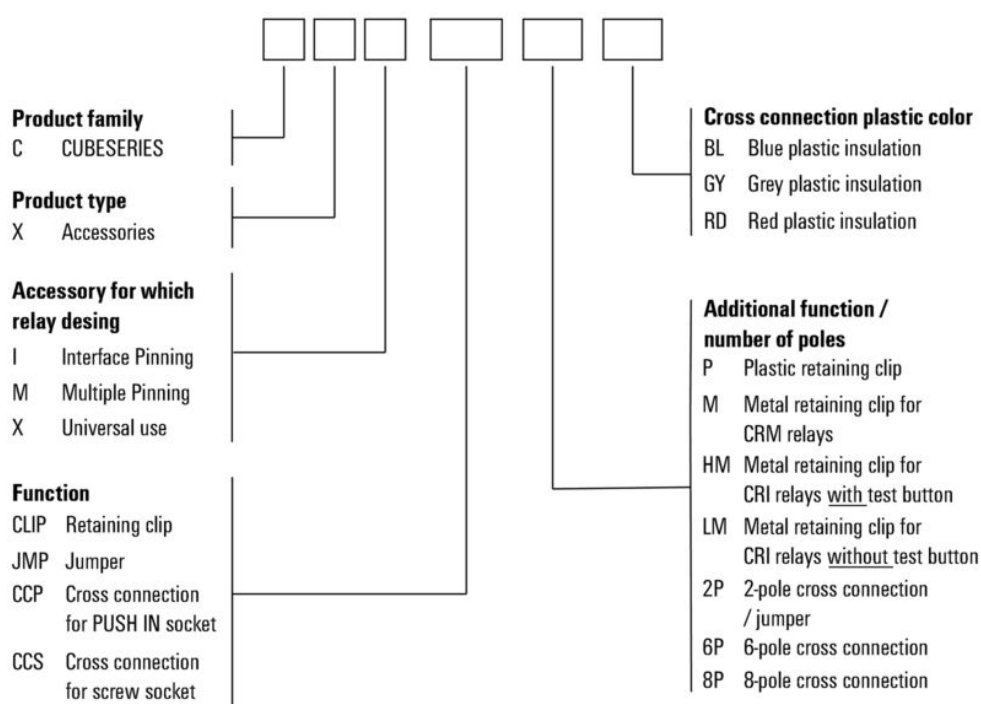 Product family
C CUBESERIES
Product type
X Accessories
Accessory for which
relay desing
I Interface Pinning
M Multiple Pinning
X Universal use
Function
CLIP Retaining clip
JMP Jumper
CCP Cross connection
for PUSH IN socket
CCS Cross connection
for screw socket
Cross connection plastic color
BL Blue plastic insulation
GY Grey plastic insulation
RD Red plastic insulation
Additional function /
number of poles
P Plastic retaining clip
M Metal retaining clip for
CRM relays
HM Metal retaining clip for
CRI relays with test button
LM Metal retaining clip for
CRI relays without test button
2P 2-pole cross connection
/ jumper
6P 6-pole cross connection
8P 8-pole cross connection